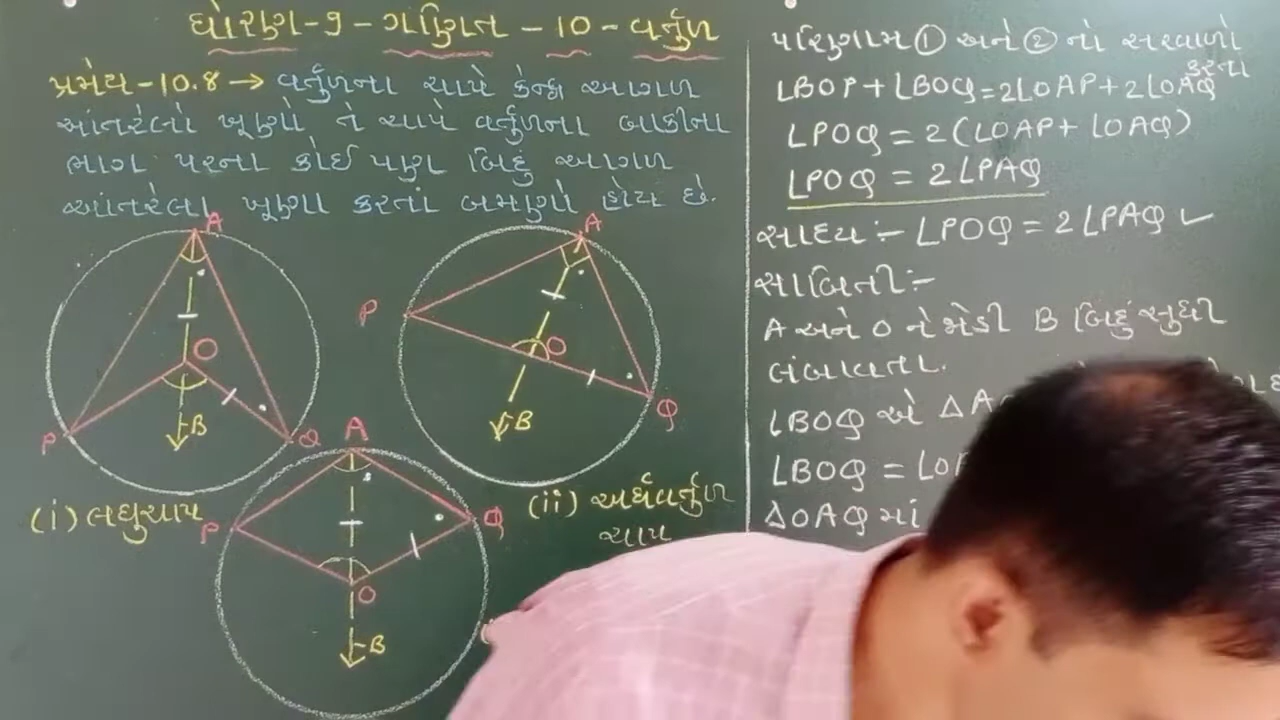 ધોરણ-9-ગણિત-10-વર્તુળ
પ્રમેય-10.8→ વર્તુળના ચાપે કેન્દ્ર આગળ
આંતરેલો ખૂણો તે ચાપે વર્તુળના બાકીના
ભાગ પરના કોઈ પણ બિંદુ આગળ
આંતરેલા ખૂણા કરતાં બમણો હોય છે.
A
O
P
B
Q
(i) લઘુચાપ
A
P
O
B
Q
(ii) અર્ધવર્તુળ
ચાપ
A
P
Q
O
B
પરિણામ ① અને ② નો સરવાળો
કરતા
∠BOP+∠BOQ=2∠OAP+2∠OAQ
∠POQ = 2(∠OAP+ ∠OAQ)
∠POQ = 2∠PAQ
સાધ્ય:- ∠POQ = 2∠PAQ ✓
સાબિતી:-
A અને O ને જોડી B બિંદુ સુધી
લંબાવતા.
∠BOQ એ ΔA
∠BOQ = ∠O
ΔOAQ માં